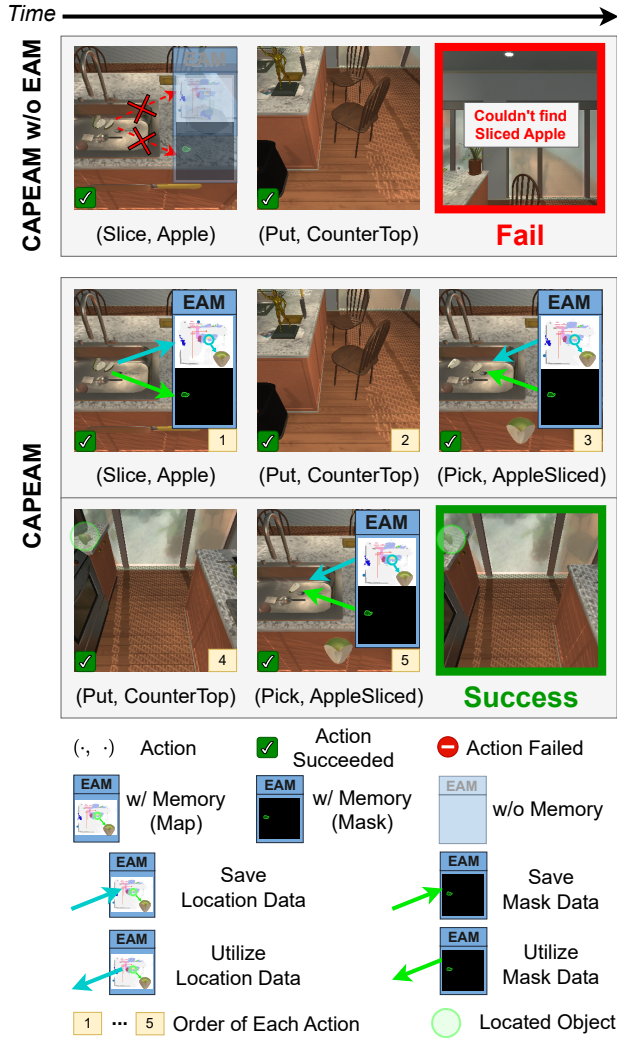 Time
CAPEAM w/o EAM
EAM
Couldn't find
Sliced Apple
(Slice, Apple)
(Put, CounterTop)
Fail
CAPEAM
EAM
EAM
1
2
3
(Slice, Apple)
(Put, CounterTop)
(Pick, AppleSliced)
EAM
4
5
(Put, CounterTop)
(Pick, AppleSliced)
Success
(·, ·)
Action
Action
Succeeded
Action Failed
EAM
w/ Memory
(Map)
EAM
w/ Memory
(Mask)
EAM
w/o Memory
EAM
Save
Location Data
EAM
Save
Mask Data
EAM
Utilize
Location Data
EAM
Utilize
Mask Data
1 ··· 5 Order of Each Action
Located Object